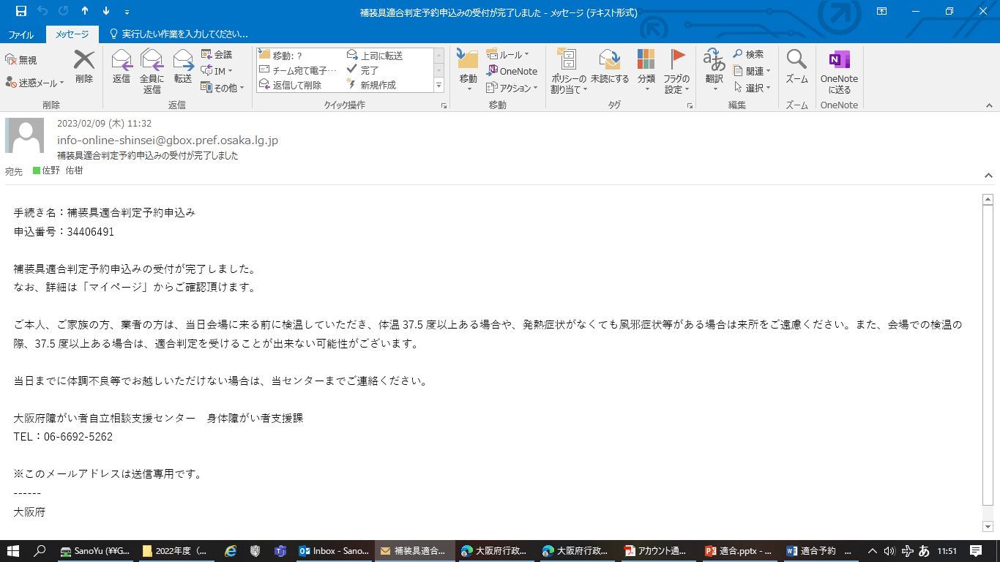 補装具適合判定予約申込みの受付が完了しました - メッセージ (テキスト形式)
ファイル メッセージ 実行したい作業を入力してください...
無視
迷惑メール
削除
削除
返信
全員に返信
転送
会議
IM
その他
返信
移動: ?
チーム宛て電子…
返信して削除
上司に転送
完了
新規作成
クイック操作
移動
ルール
OneNote
アクション
移動
ポリシーの割り当て
未読にする
分類
フラグの設定
タグ
翻訳
検索
関連
選択
編集
ズーム
ズーム
OneNote に送る
OneNote
2023/02/09 (木) 11:32
info-online-shinsei@gbox.pref.osaka.lg.jp
補装具適合判定予約申込みの受付が完了しました
宛先 佐野 佑樹
手続き名：補装具適合判定予約申込み
申込番号：34406491
補装具適合判定予約申込みの受付が完了しました。
なお、詳細は「マイページ」からご確認頂けます。
ご本人、ご家族の方、業者の方は、当日会場に来る前に検温していただき、体温 37.5 度以上ある場合や、発熱症状がなくても風邪症状等がある場合は来所をご遠慮ください。また、会場での検温の
際、37.5 度以上ある場合は、適合判定を受けることが出来ない可能性がございます。
当日までに体調不良等でお越しいただけない場合は、当センターまでご連絡ください。
大阪府障がい者自立相談支援センター　身体障がい者支援課
TEL：06-6692-5262
※このメールアドレスは送信専用です。
------
大阪府
SanoYu (¥¥G... 2022年度（... Inbox - Sano... 補装具適合... 大阪府行政... 大阪府行政... アカウント通... 適合.pptx - ... 適合予約 ... あ 11:51